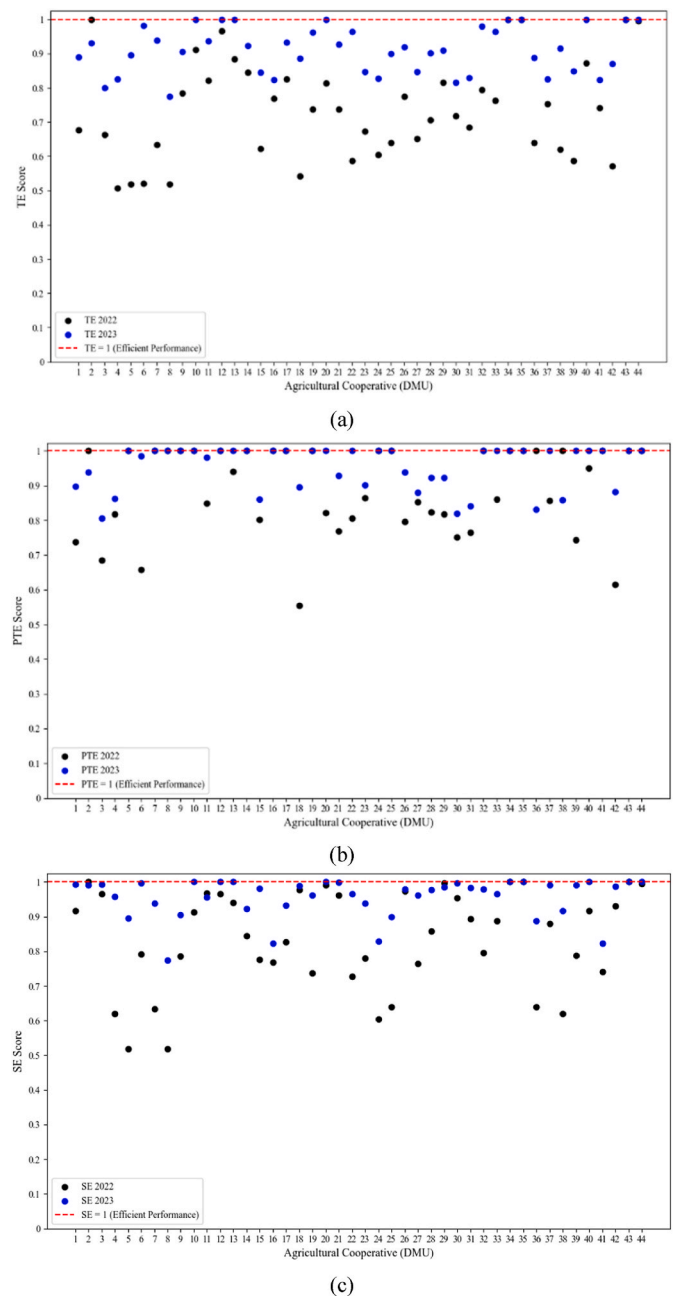 1
0.9
0.8
0.7
0.6
0.5
0.4
0.3
0.2
0.1
0
TE Score
TE 2022
TE 2023
TE = 1 (Efficient Performance)
1 2 3 4 5 6 7 8 9 10 11 12 13 14 15 16 17 18 19 20 21 22 23 24 25 26 27 28 29 30 31 32 33 34 35 36 37 38 39 40 41 42 43 44
Agricultural Cooperative (DMU)
(a)
1
0.9
0.8
0.7
0.6
0.5
0.4
0.3
0.2
0.1
0
PTE Score
PTE 2022
PTE 2023
PTE = 1 (Efficient Performance)
1 2 3 4 5 6 7 8 9 10 11 12 13 14 15 16 17 18 19 20 21 22 23 24 25 26 27 28 29 30 31 32 33 34 35 36 37 38 39 40 41 42 43 44
Agricultural Cooperative (DMU)
(b)
1
0.9
0.8
0.7
0.6
0.5
0.4
0.3
0.2
0.1
0
SE Score
SE 2022
SE 2023
SE = 1 (Efficient Performance)
1 2 3 4 5 6 7 8 9 10 11 12 13 14 15 16 17 18 19 20 21 22 23 24 25 26 27 28 29 30 31 32 33 34 35 36 37 38 39 40 41 42 43 44
Agricultural Cooperative (DMU)
(c)